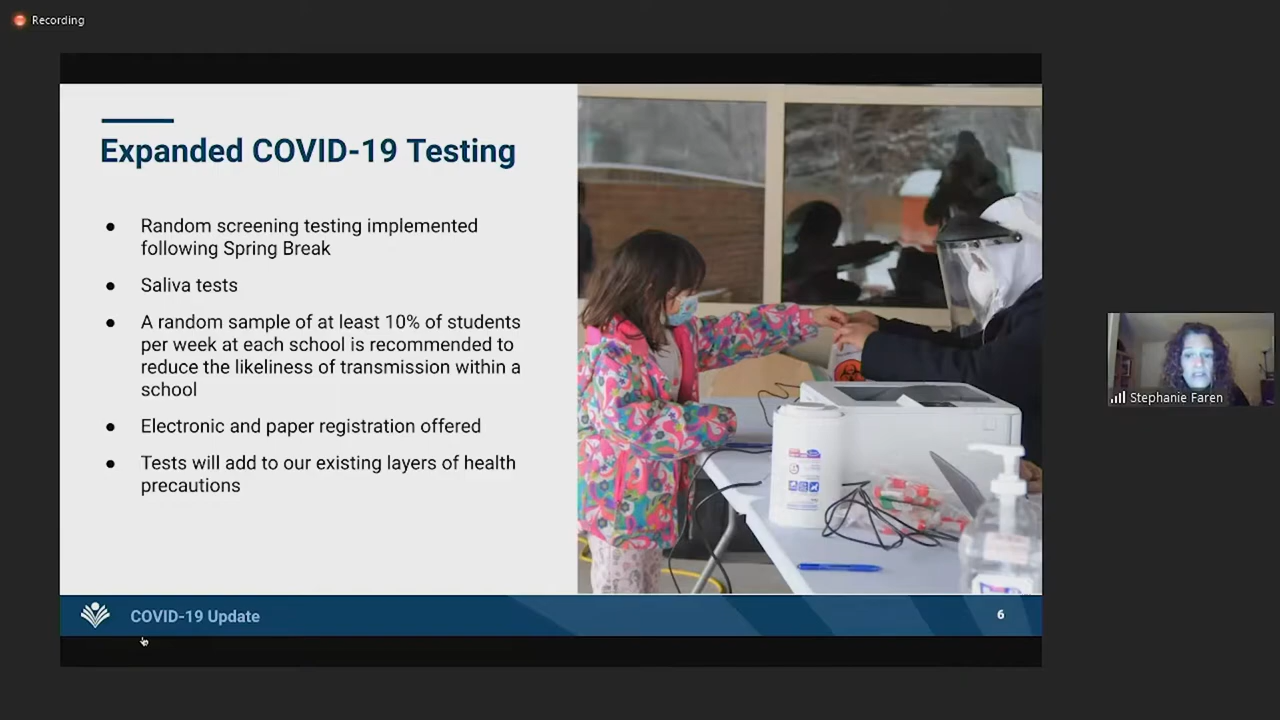 Recording
Expanded COVID-19 Testing
● Random screening testing implemented
following Spring Break
● Saliva tests
● A random sample of at least 10% of students
per week at each school is recommended to
reduce the likeliness of transmission within a
school
● Electronic and paper registration offered
● Tests will add to our existing layers of health
precautions
Stephanie Faren
COVID-19 Update
6